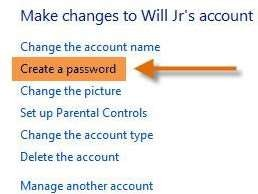 Make changes to Will Jr's account
Change the account name
Create a password
Change the picture
Set up Parental Controls
Change the account type
Delete the account
Manage another account